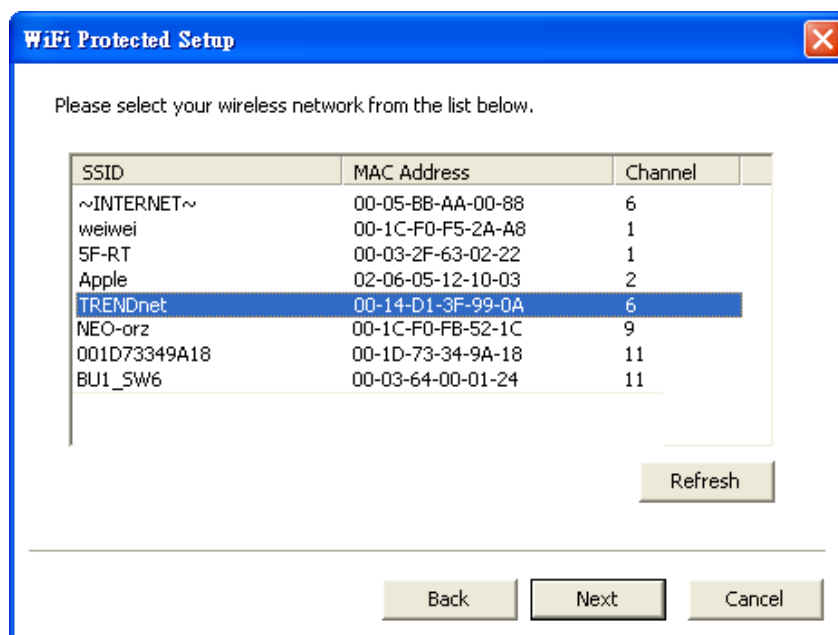 WiFi Protected Setup
Please select your wireless network from the list below.
SSID MAC Address Channel
~INTERNET~ 00-05-BB-AA-00-88 6
weiwei 00-1C-F0-F5-2A-A8 1
5F-RT 00-03-2F-63-02-22 1
Apple 02-06-05-12-10-03 2
TRENDnet 00-14-D1-3F-99-0A 6
NEO-orz 00-1C-F0-FB-52-1C 9
001D73349A18 00-1D-73-34-9A-18 11
BU1_SW6 00-03-64-00-01-24 11
Refresh
Back Next Cancel